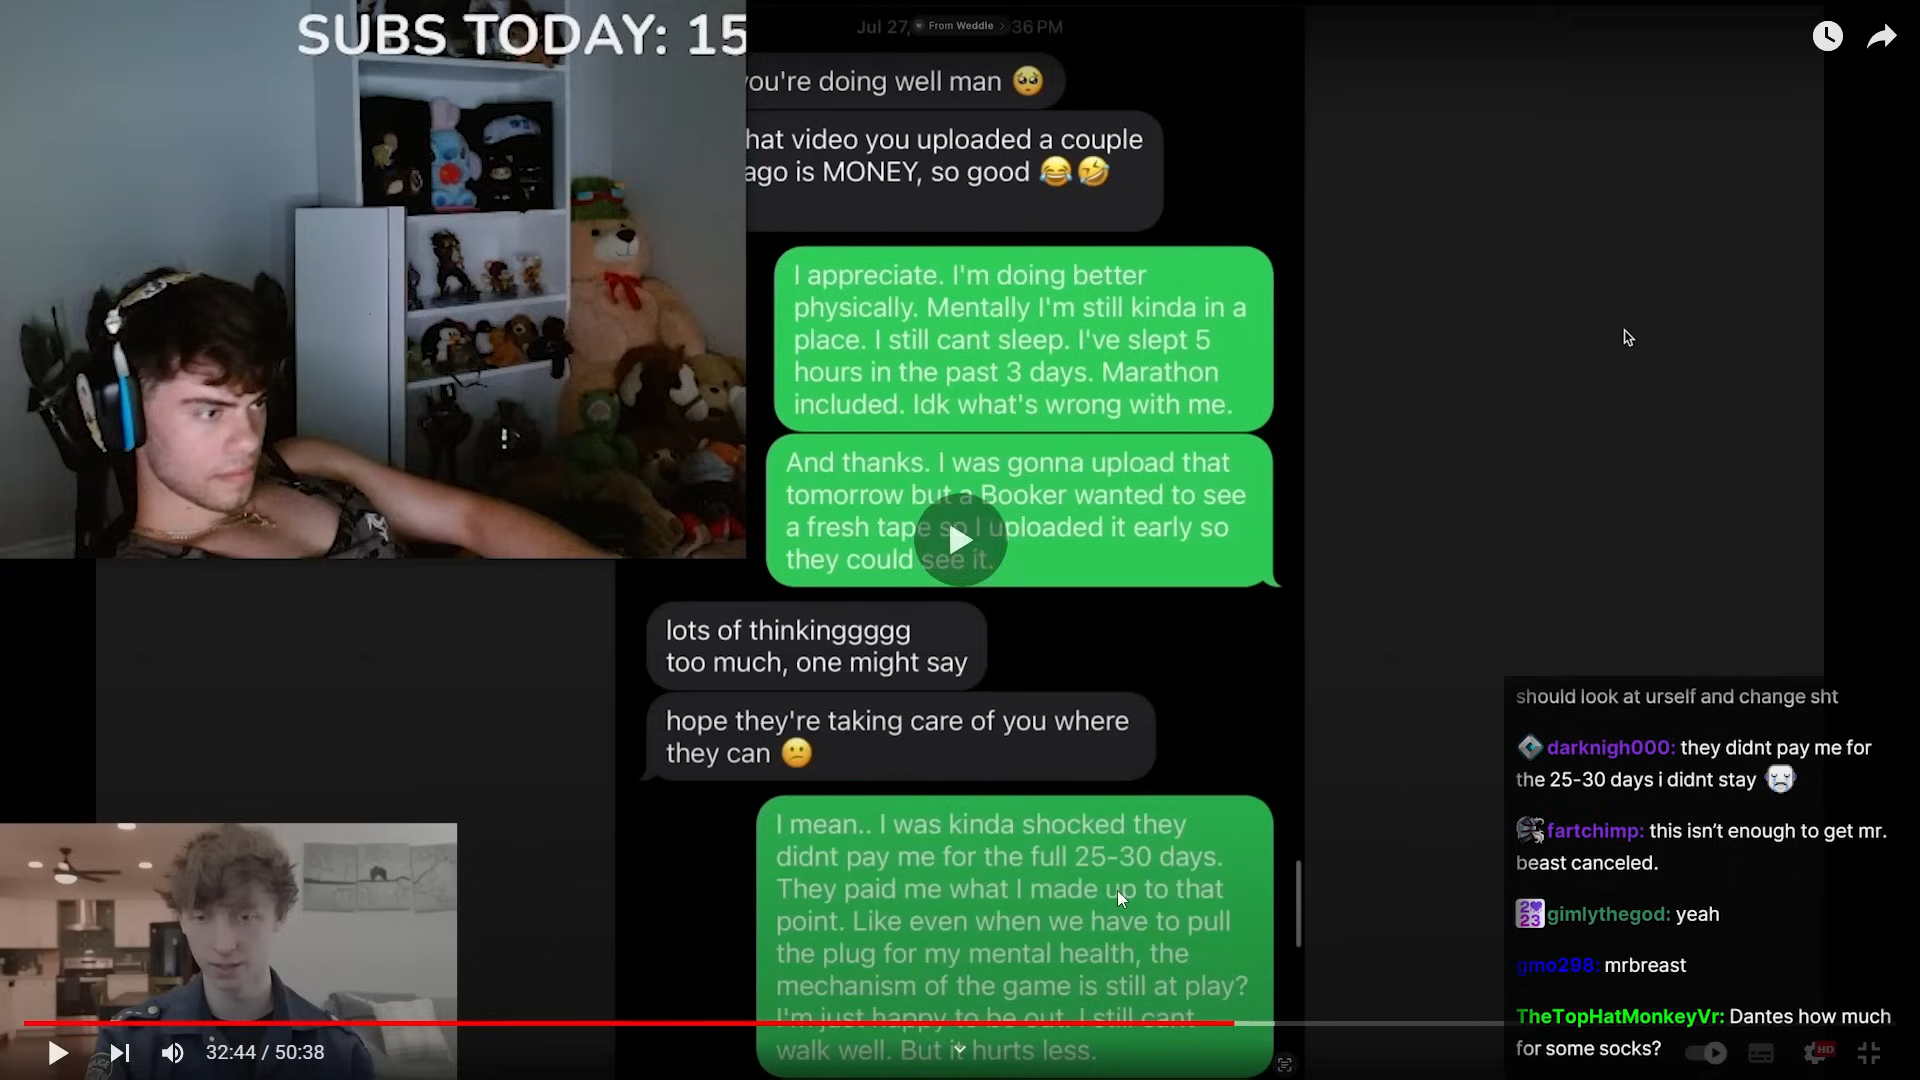 SUBS TODAY: 15
Jul 27,
From Weddle >
36 PM
you're doing well man 🥺
hat video you uploaded a couple
ago is MONEY, so good 😂🤣
I appreciate. I'm doing better
physically. Mentally I'm still kinda in a
place. I still cant sleep. I've slept 5
hours in the past 3 days. Marathon
included. Idk what's wrong with me.
And thanks. I was gonna upload that
tomorrow but a Booker wanted to see
a fresh tape so I uploaded it early so
they could see it.
lots of thinkinggggg
too much, one might say
hope they're taking care of you where
they can 😕
I mean.. I was kinda shocked they
didnt pay me for the full 25-30 days.
They paid me what I made up to that
point. Like even when we have to pull
the plug for my mental health, the
mechanism of the game is still at play?
I'm just happy to be out. I still cant
walk well. But it hurts less.
should look at urself and change sht
darknigh000: they didnt pay me for
the 25-30 days i didnt stay
fartchimp: this isn't enough to get mr.
beast canceled.
gimlythegod: yeah
gmo298: mrbreast
TheTopHatMonkeyVr: Dantes how much
for some socks?
32:44 / 50:38
HD